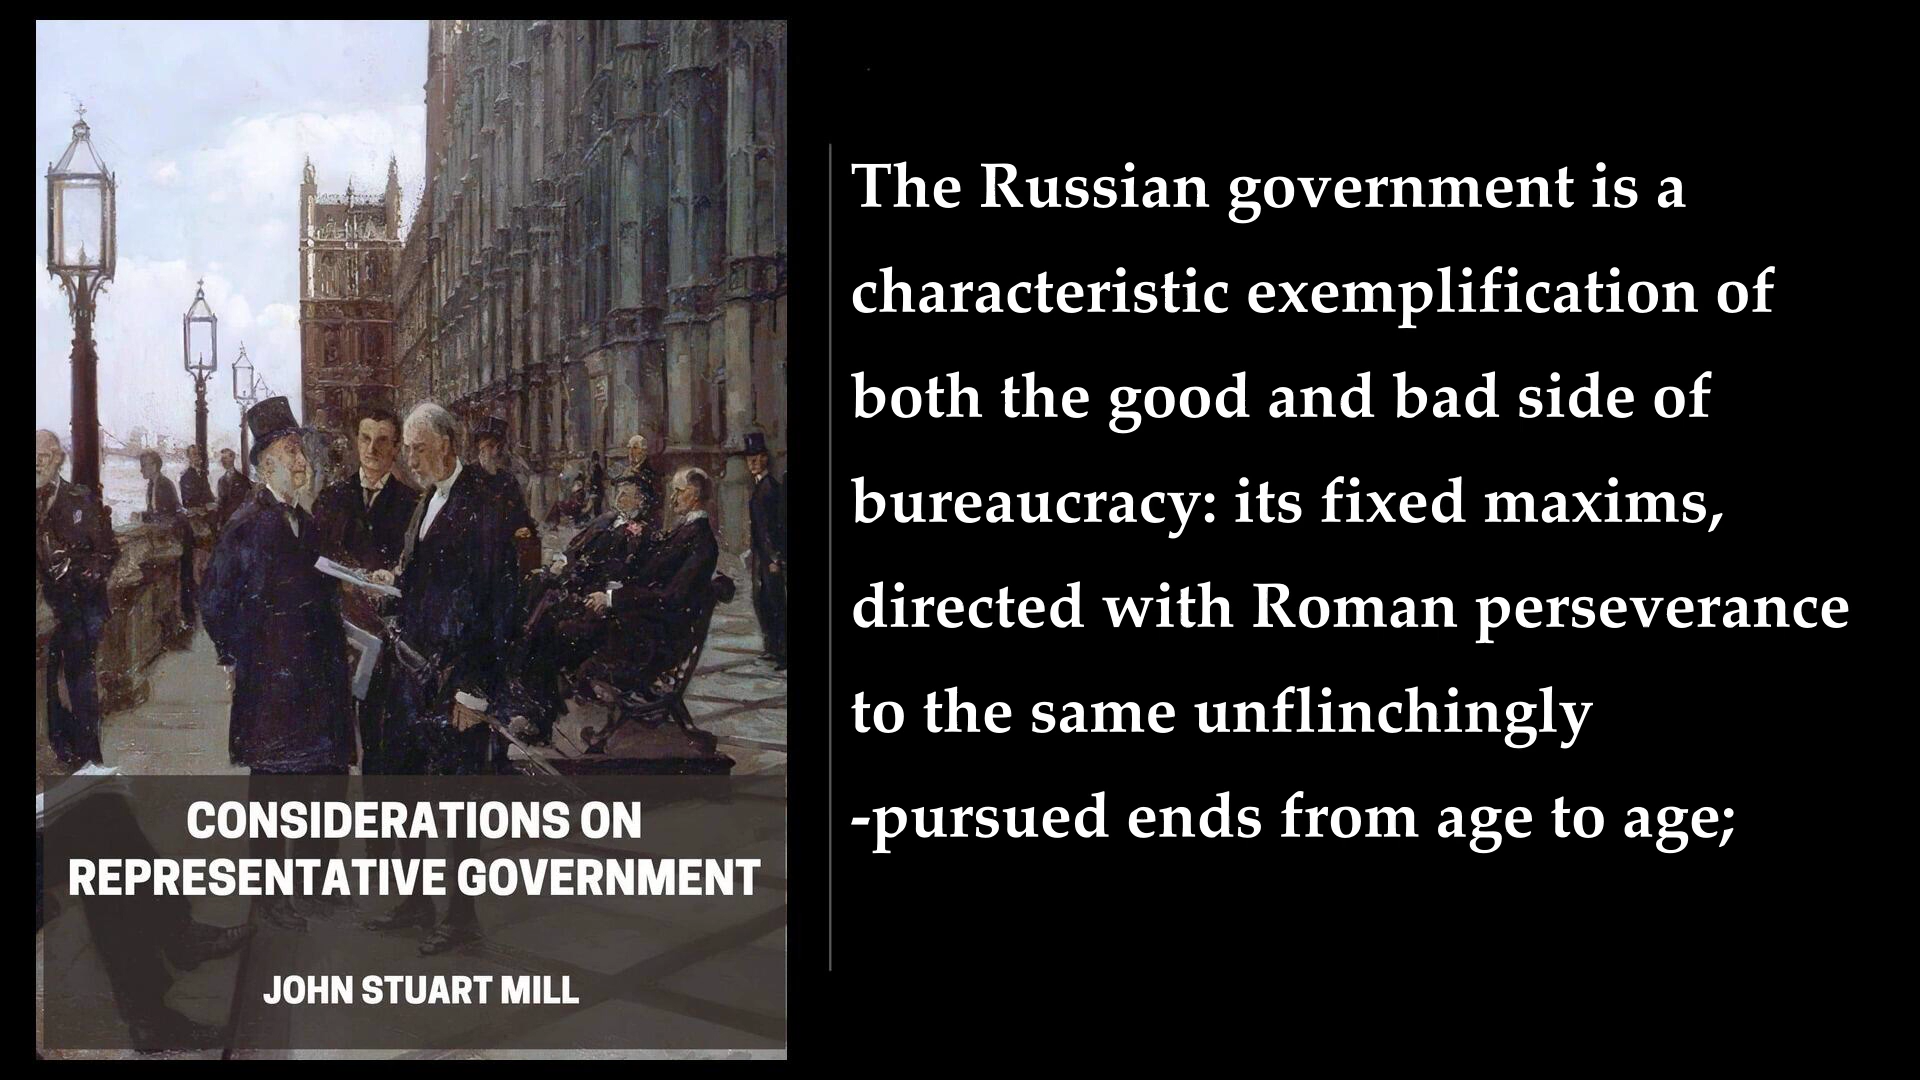 CONSIDERATIONS ON
REPRESENTATIVE GOVERNMENT
JOHN STUART MILL
The Russian government is a
characteristic exemplification of
both the good and bad side of
bureaucracy: its fixed maxims,
directed with Roman perseverance
to the same unflinchingly
-pursued ends from age to age;